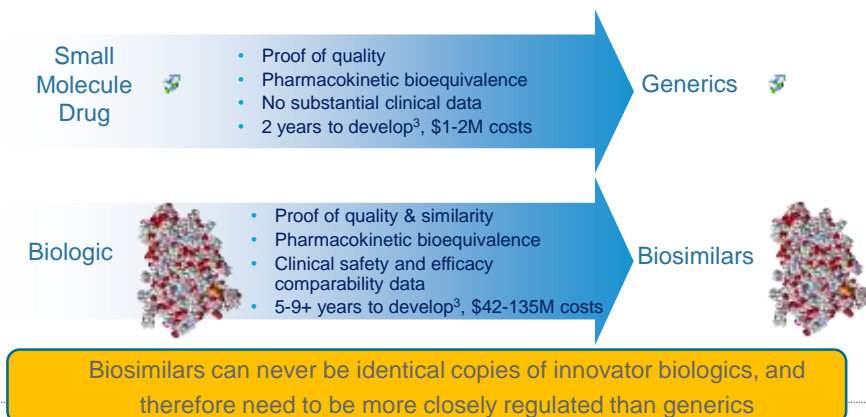 Small
Molecule
Drug
• Proof of quality
• Pharmacokinetic bioequivalence
• No substantial clinical data
• 2 years to develop³, $1-2M costs
Generics
Biologic
• Proof of quality & similarity
• Pharmacokinetic bioequivalence
• Clinical safety and efficacy
comparability data
• 5-9+ years to develop³, $42-135M costs
Biosimilars
Biosimilars can never be identical copies of innovator biologics, and
therefore need to be more closely regulated than generics